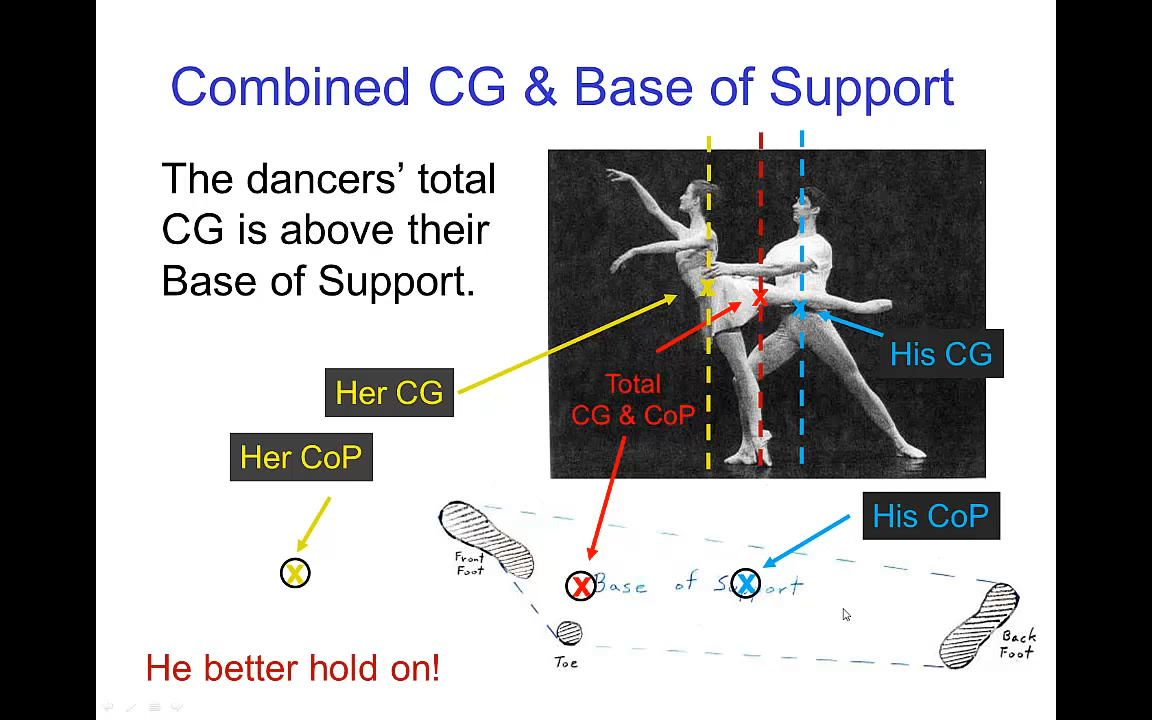 Combined CG & Base of Support
The dancers’ total
CG is above their
Base of Support.
His CG
Her CG
Total
CG & CoP
Her CoP
His CoP
Front
Foot
Base of Support
Toe
Back
Foot
He better hold on!